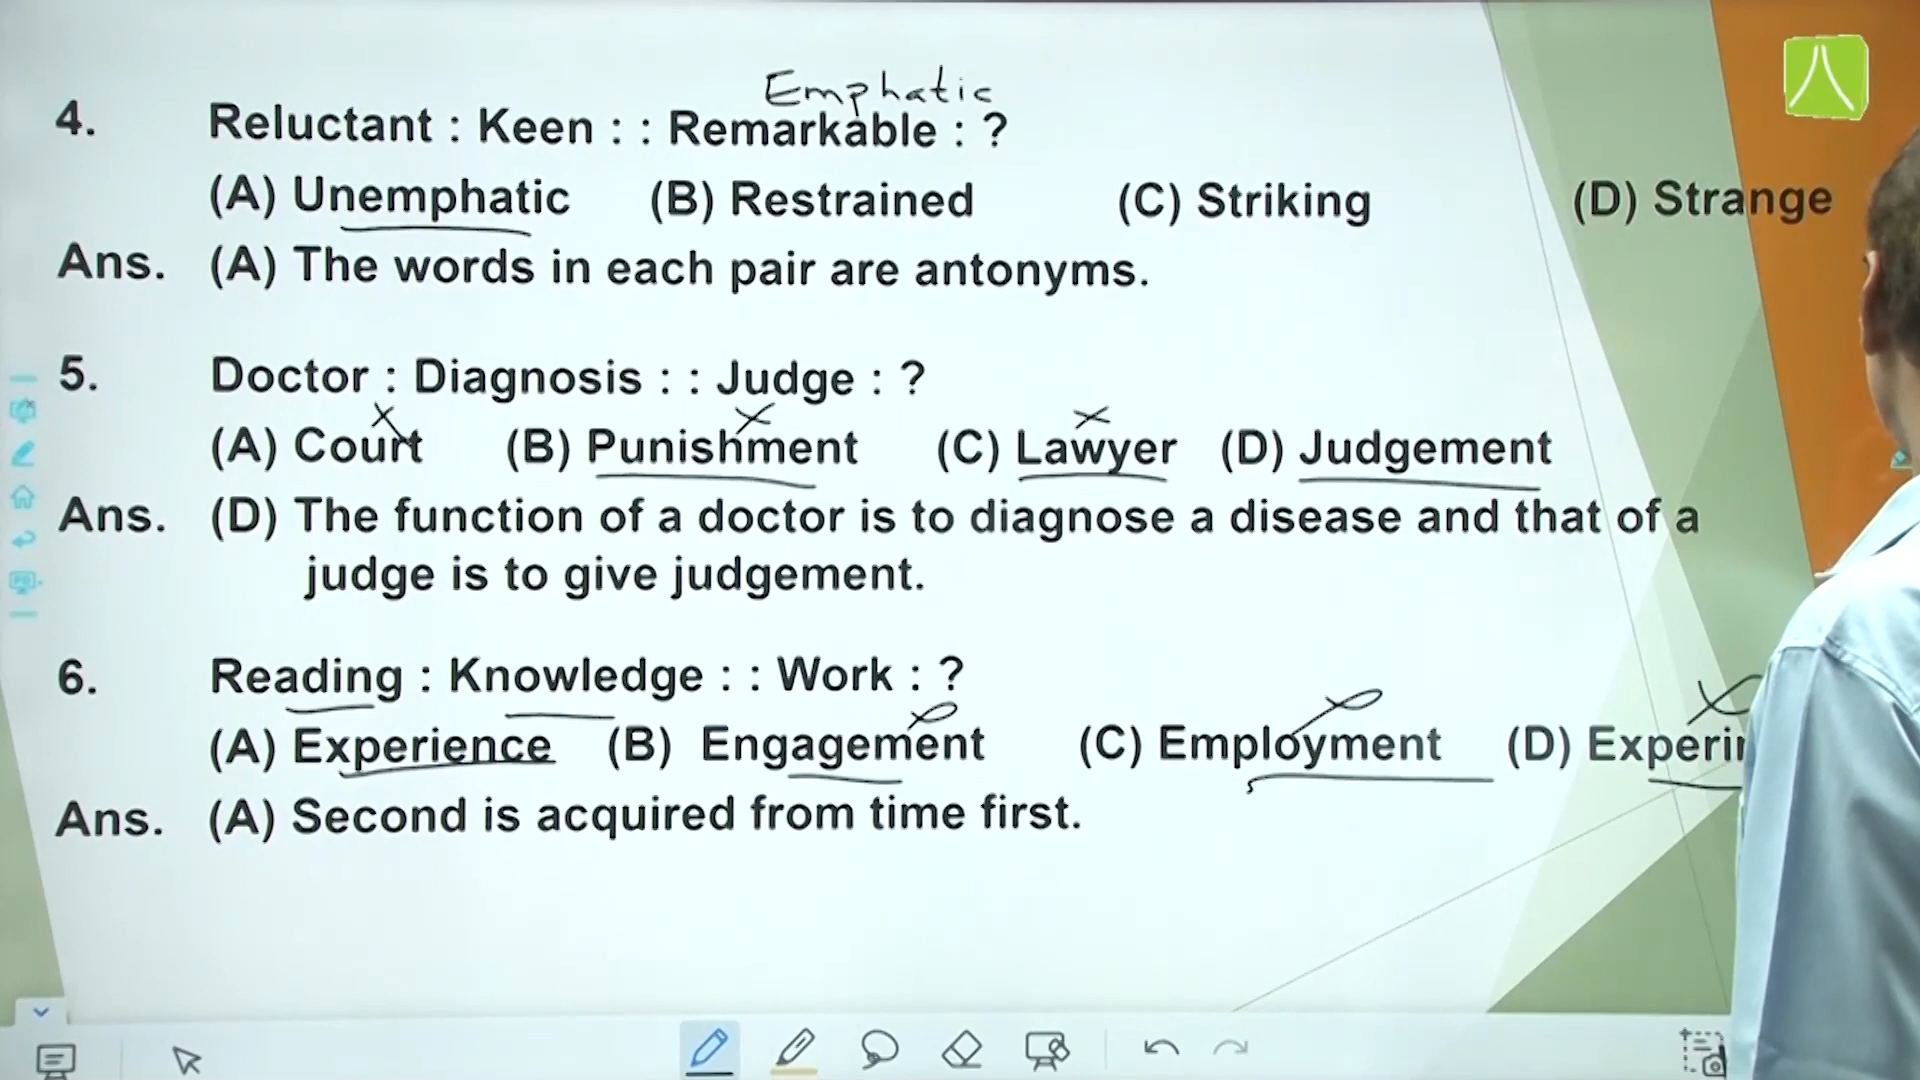 Emphatic
4. Reluctant : Keen : : Remarkable : ?
(A) Unemphatic (B) Restrained (C) Striking (D) Strange
Ans. (A) The words in each pair are antonyms.
5. Doctor : Diagnosis : : Judge : ?
(A) Court (B) Punishment (C) Lawyer (D) Judgement
Ans. (D) The function of a doctor is to diagnose a disease and that of a
judge is to give judgement.
6. Reading : Knowledge : : Work : ?
(A) Experience (B) Engagement (C) Employment (D)
Ans. (A) Second is acquired from time first.